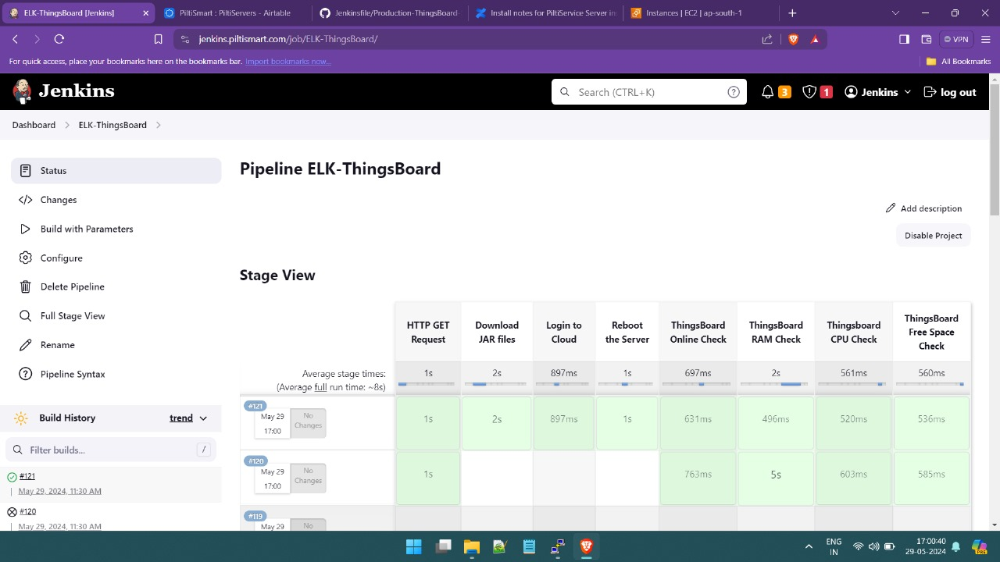 ELK-ThingsBoard [Jenkins]
PiltiSmart : PiltiServers - Airtable
Jenkinsfile/Production-ThingsBoard-
Install notes for PiltiService Server in
Instances | EC2 | ap-south-1
jenkins.piltismart.com/job/ELK-ThingsBoard/
VPN
For quick access, place your bookmarks here on the bookmarks bar. Import bookmarks now...
All Bookmarks
Jenkins
Search (CTRL+K)
3
1
Jenkins
log out
Dashboard
ELK-ThingsBoard
Status
Changes
Build with Parameters
Configure
Delete Pipeline
Full Stage View
Rename
Pipeline Syntax
Build History
trend
Filter builds...
/
#121
May 29, 2024, 11:30 AM
#120
May 29, 2024, 11:30 AM
Pipeline ELK-ThingsBoard
Add description
Disable Project
Stage View
HTTP GET
Request
Download
JAR files
Login to
Cloud
Reboot
the Server
ThingsBoard
Online Check
ThingsBoard
RAM Check
Thingsboard
CPU Check
ThingsBoard
Free Space
Check
Average stage times:
(Average full run time: ~8s)
1s
2s
897ms
1s
697ms
2s
561ms
560ms
#121
May 29
17:00
No
Changes
1s
2s
897ms
1s
631ms
496ms
520ms
536ms
#120
May 29
17:00
No
Changes
1s
763ms
5s
603ms
585ms
#119
May 29
No
ENG
IN
17:00:40
29-05-2024
PRE